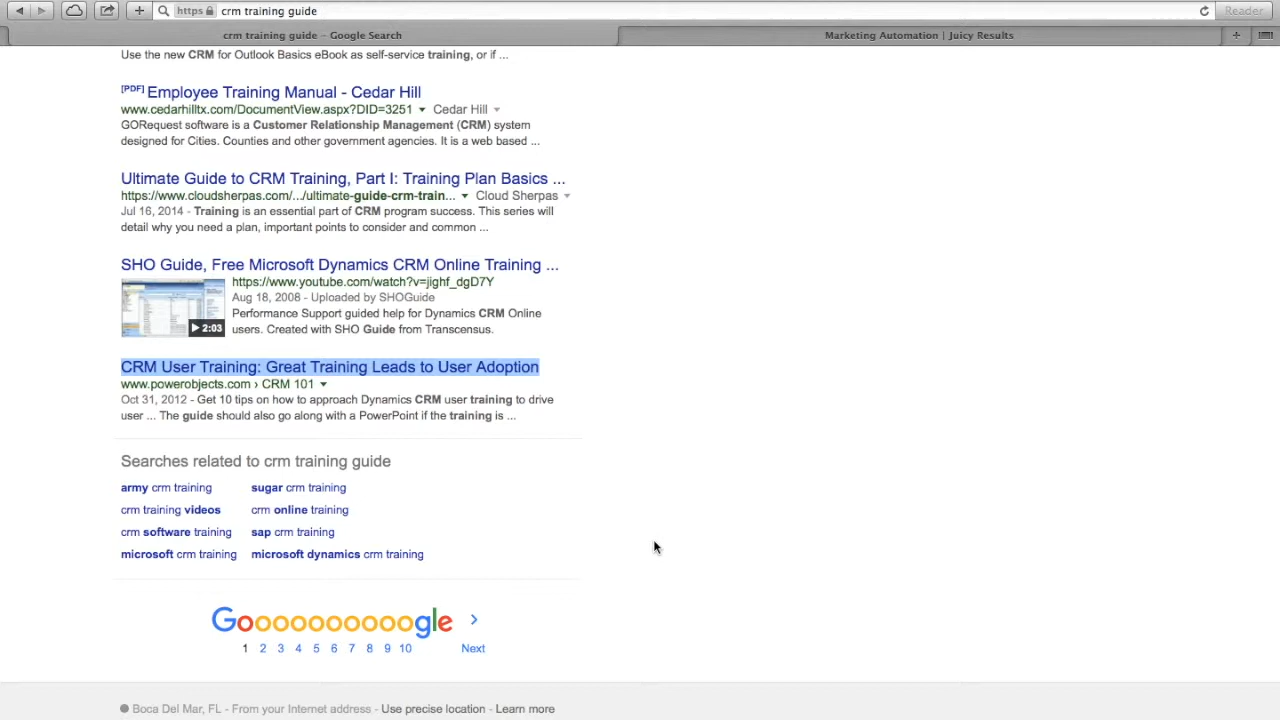 https crm training guide Reader
crm training guide – Google Search Marketing Automation | Juicy Results
Use the new CRM for Outlook Basics eBook as self-service training, or if ...
[PDF] Employee Training Manual - Cedar Hill
www.cedarhilltx.com/DocumentView.aspx?DID=3251 Cedar Hill
GORequest software is a Customer Relationship Management (CRM) system
designed for Cities. Counties and other government agencies. It is a web based ...
Ultimate Guide to CRM Training, Part I: Training Plan Basics ...
https://www.cloudsherpas.com/.../ultimate-guide-crm-train... Cloud Sherpas
Jul 16, 2014 - Training is an essential part of CRM program success. This series will
detail why you need a plan, important points to consider and common ...
SHO Guide, Free Microsoft Dynamics CRM Online Training ...
https://www.youtube.com/watch?v=jighf_dgD7Y
Aug 18, 2008 - Uploaded by SHOGuide
Performance Support guided help for Dynamics CRM Online
2:03 users. Created with SHO Guide from Transcensus.
CRM User Training: Great Training Leads to User Adoption
www.powerobjects.com › CRM 101
Oct 31, 2012 - Get 10 tips on how to approach Dynamics CRM user training to drive
user ... The guide should also go along with a PowerPoint if the training is ...
Searches related to crm training guide
army crm training sugar crm training
crm training videos crm online training
crm software training sap crm training
microsoft crm training microsoft dynamics crm training
Goooooooooogle
1 2 3 4 5 6 7 8 9 10 Next
Boca Del Mar, FL - From your Internet address - Use precise location - Learn more